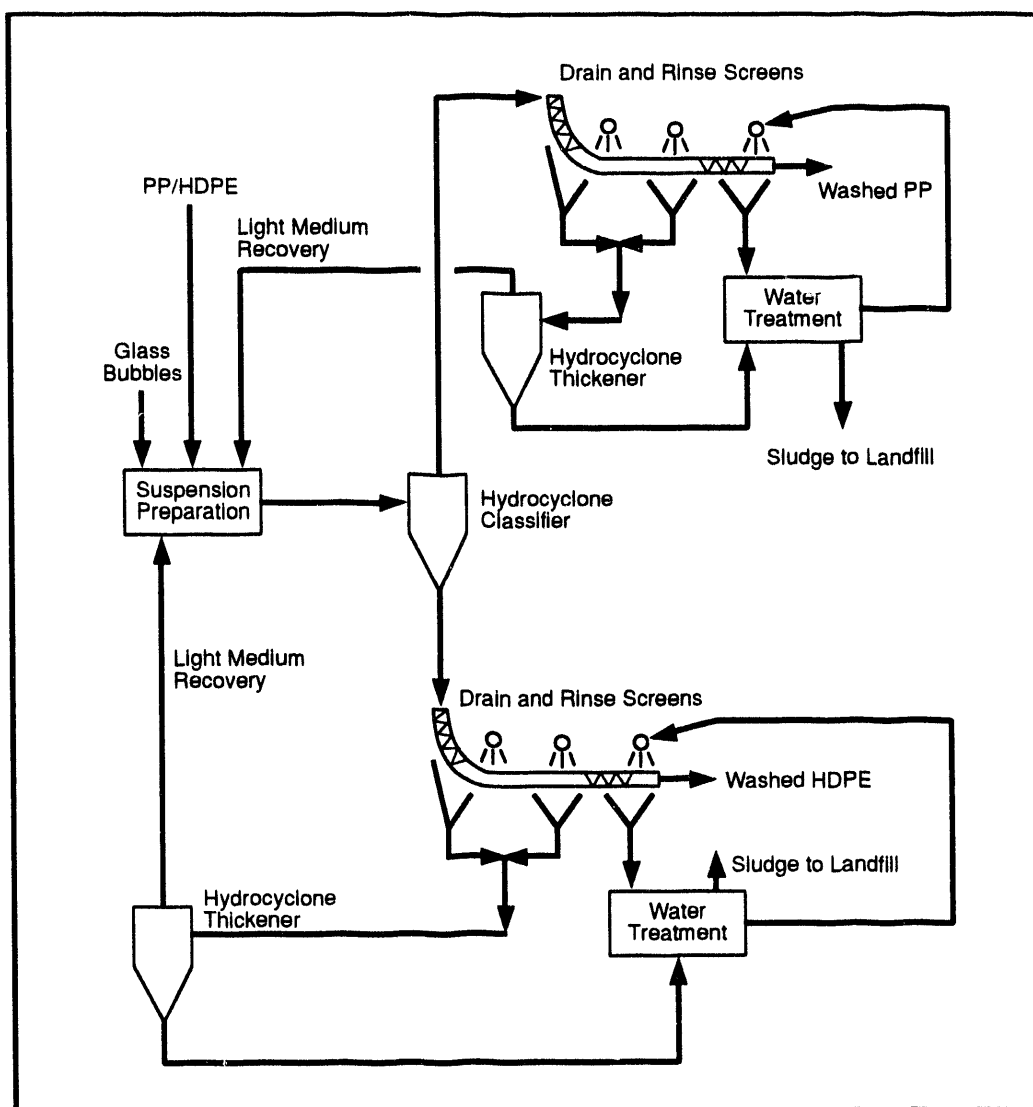 Drain and Rinse Screens
PP/HDPE
Washed PP
Light Medium
Recovery
Water
Treatment
Glass
Bubbles
Hydrocyclone
Thickener
Sludge to Landfill
Suspension
Preparation
Hydrocyclone
Classifier
Light Medium
Recovery
Drain and Rinse Screens
Washed HDPE
Sludge to Landfill
Hydrocyclone
Thickener
Water
Treatment